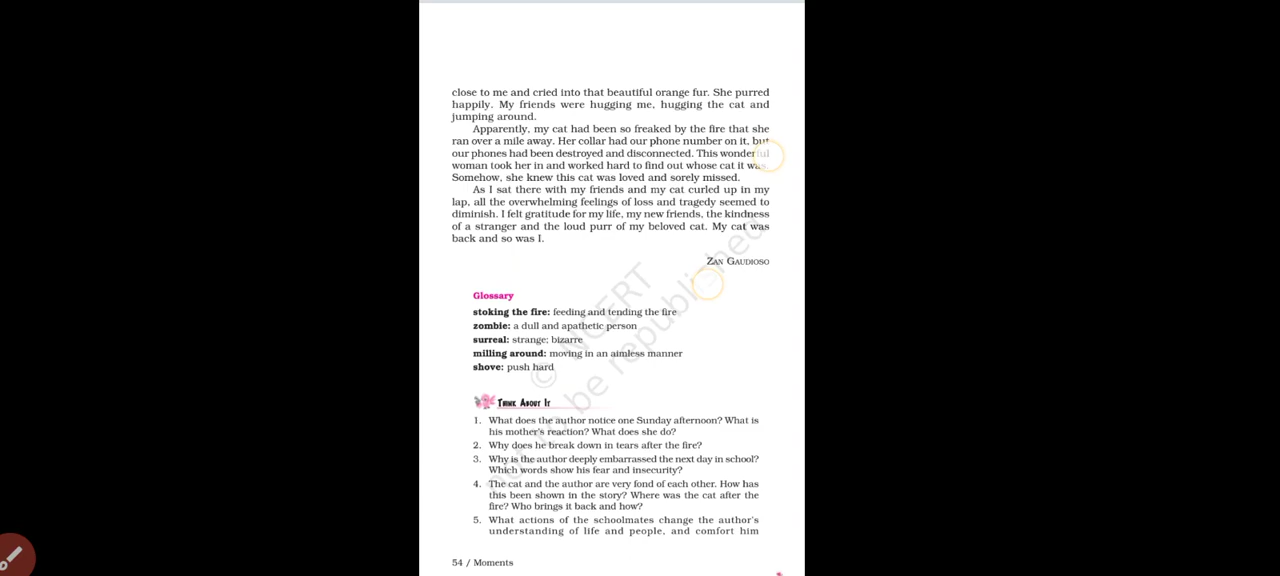 close to me and cried into that beautiful orange fur. She purred
happily. My friends were hugging me, hugging the cat and
jumping around.
Apparently, my cat had been so freaked by the fire that she
ran over a mile away. Her collar had our phone number on it, but
our phones had been destroyed and disconnected. This wonderful
woman took her in and worked hard to find out whose cat it was.
Somehow, she knew this cat was loved and sorely missed.
As I sat there with my friends and my cat curled up in my
lap, all the overwhelming feelings of loss and tragedy seemed to
diminish. I felt gratitude for my life, my new friends, the kindness
of a stranger and the loud purr of my beloved cat. My cat was
back and so was I.
ZAN GAUDIOSO
Glossary
stoking the fire: feeding and tending the fire
zombie: a dull and apathetic person
surreal: strange; bizarre
milling around: moving in an aimless manner
shove: push hard
THINK ABOUT IT
1. What does the author notice one Sunday afternoon? What is
his mother's reaction? What does she do?
2. Why does he break down in tears after the fire?
3. Why is the author deeply embarrassed the next day in school?
Which words show his fear and insecurity?
4. The cat and the author are very fond of each other. How has
this been shown in the story? Where was the cat after the
fire? Who brings it back and how?
5. What actions of the schoolmates change the author's
understanding of life and people, and comfort him
54 / Moments
© NCERT
not to be republished